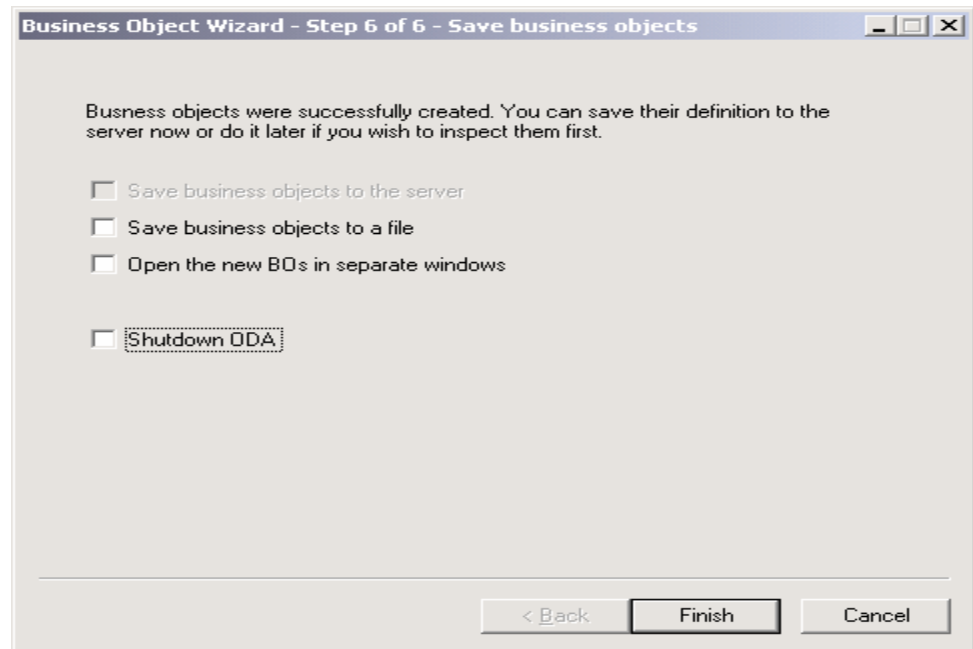 Business Object Wizard - Step 6 of 6 - Save business objects
Busness objects were successfully created. You can save their definition to the
server now or do it later if you wish to inspect them first.
Save business objects to the server
Save business objects to a file
Open the new BOs in separate windows
Shutdown ODA
< Back
Finish
Cancel